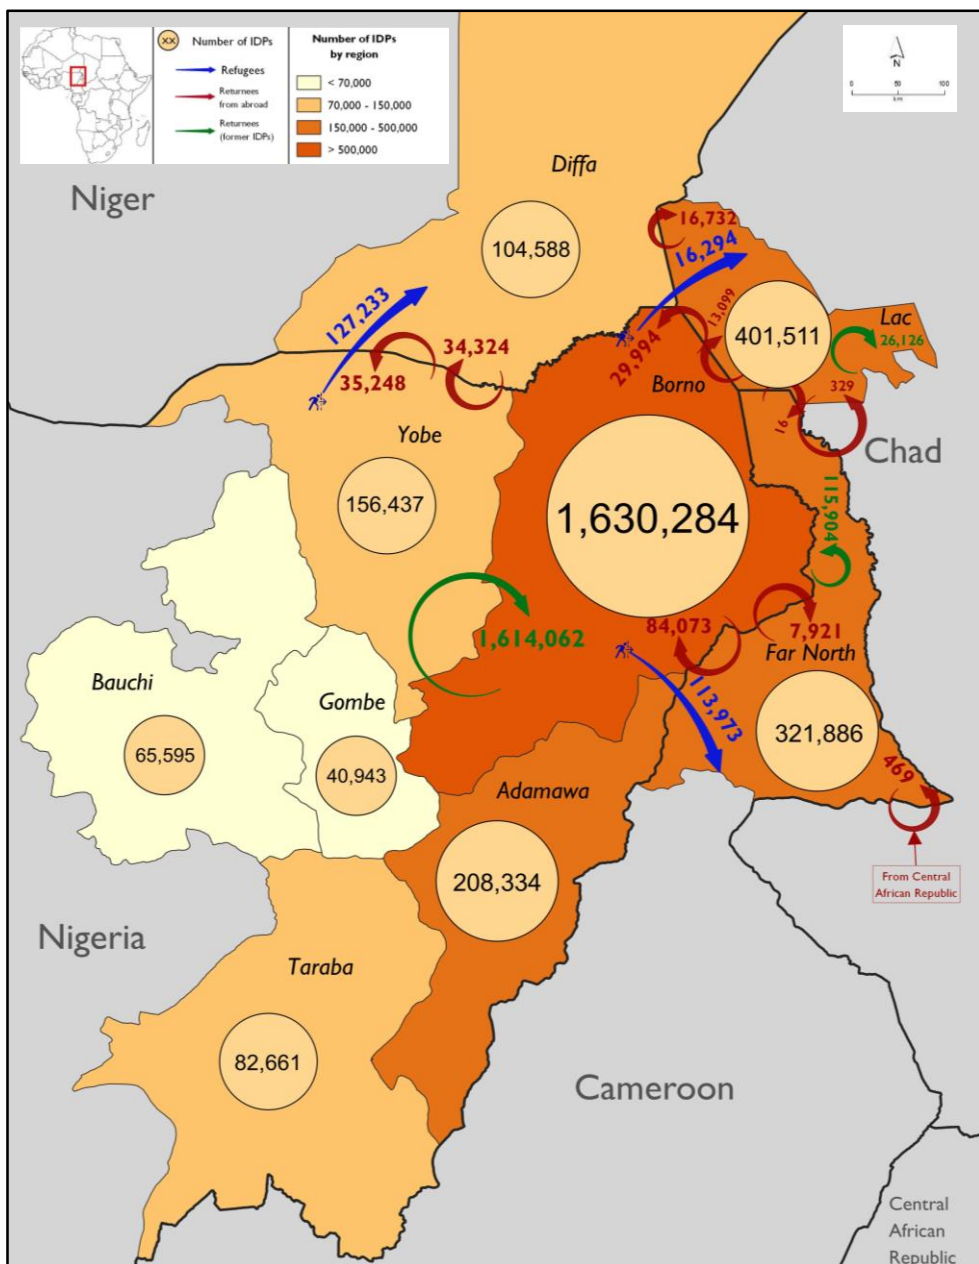 XX
Number of IDPs
Refugees
Returnees
from abroad
Returnees
(former IDPs)
Number of IDPs
by region
< 70,000
70,000 - 150,000
150,000 - 500,000
> 500,000
N
0 50 100
km
Niger
Diffa
104,588
16,732
16,294
127,233
34,324
35,248
29,994
13,099
401,511
Lac
26,126
329
16
Borno
Chad
Yobe
156,437
1,630,284
115,904
1,614,062
84,073
7,921
Far North
Bauchi
65,595
Gombe
40,943
113,973
321,886
469
From Central
African Republic
Adamawa
208,334
Nigeria
Taraba
82,661
Cameroon
Central
African
Republic